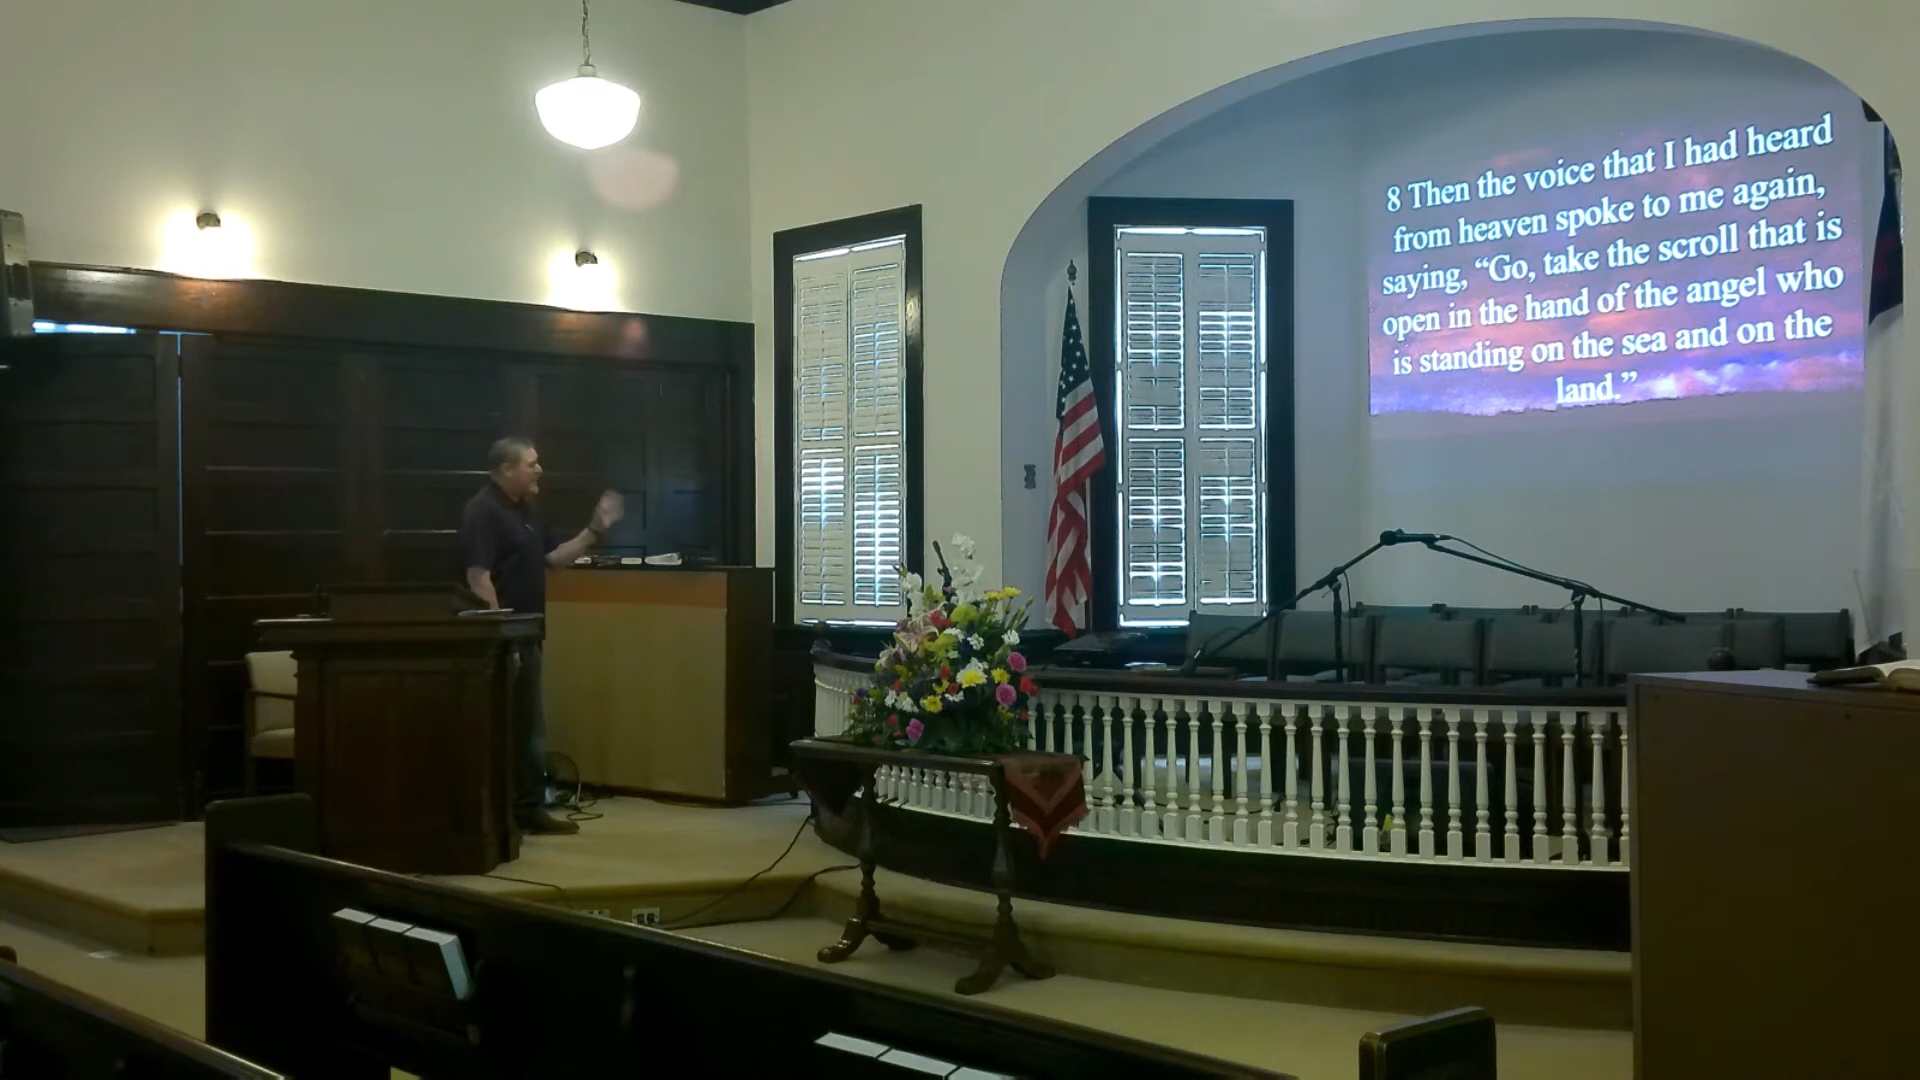 8 Then the voice that I had heard
from heaven spoke to me again,
saying, “Go, take the scroll that is
open in the hand of the angel who
is standing on the sea and on the
land.”